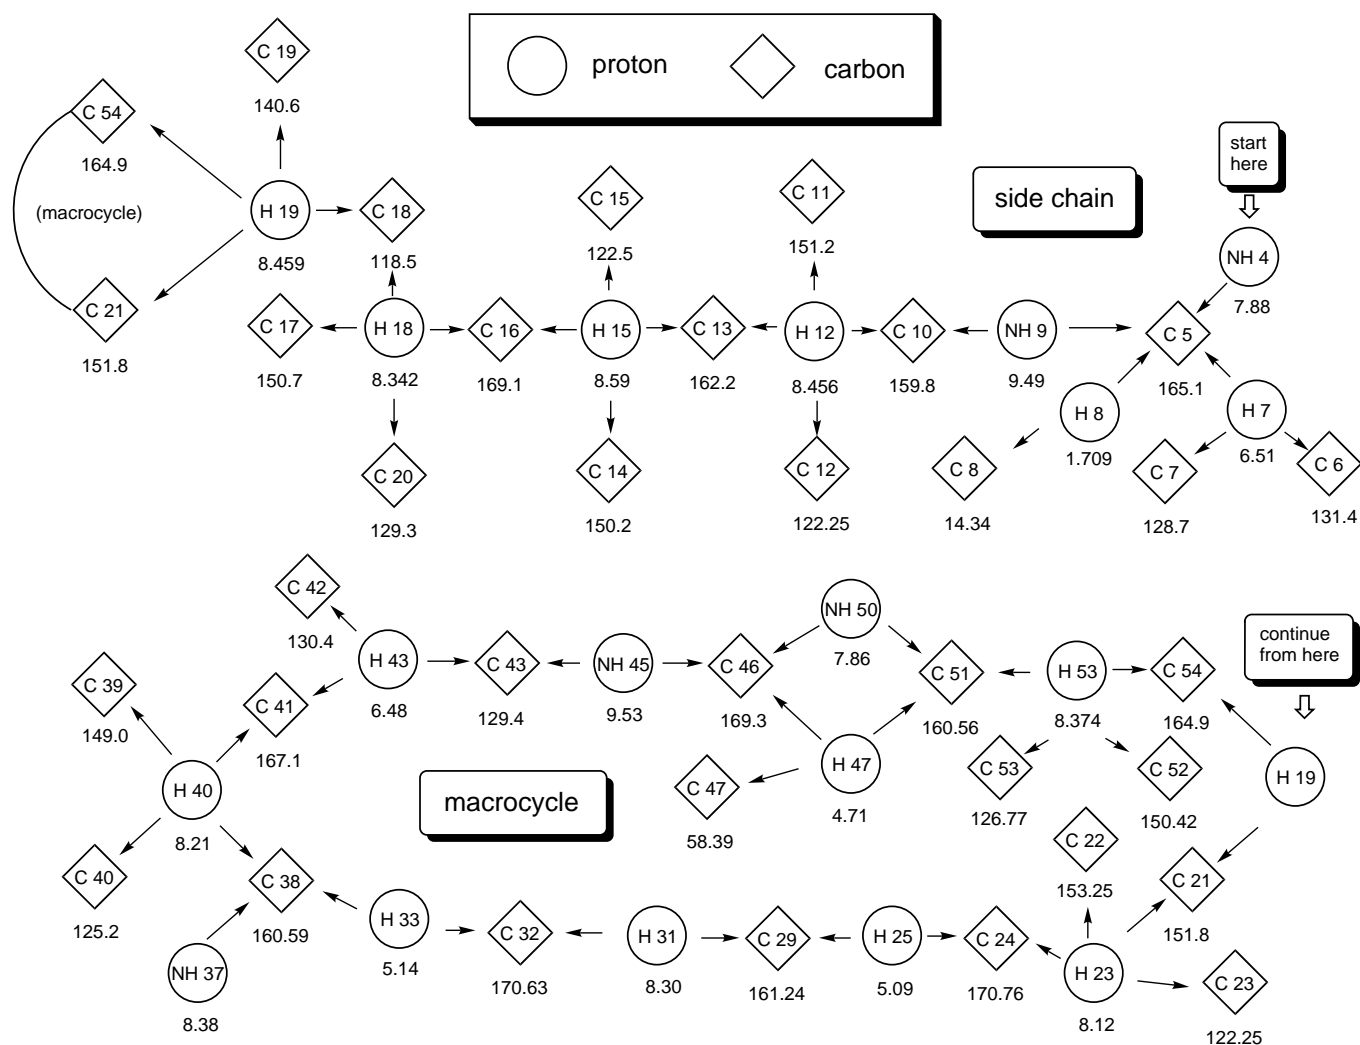 proton
carbon
C 19
140.6
C 54
164.9
(macrocycle)
H 19
8.459
C 18
118.5
C 21
151.8
C 15
122.5
C 11
151.2
side chain
start
here
NH 4
7.88
C 17
150.7
H 18
8.342
C 16
169.1
H 15
8.59
C 13
162.2
H 12
8.456
C 10
159.8
NH 9
9.49
C 5
165.1
H 8
1.709
H 7
6.51
C 20
129.3
C 14
150.2
C 12
122.25
C 8
14.34
C 7
128.7
C 6
131.4
C 42
130.4
NH 50
7.86
continue
from here
C 39
149.0
C 41
167.1
H 43
6.48
C 43
129.4
NH 45
9.53
C 46
169.3
C 51
160.56
H 53
8.374
C 54
164.9
H 40
8.21
macrocycle
C 47
58.39
H 47
4.71
C 53
126.77
C 52
150.42
H 19
C 40
125.2
C 38
160.59
C 22
153.25
C 21
151.8
H 33
5.14
C 32
170.63
H 31
8.30
C 29
161.24
H 25
5.09
C 24
170.76
NH 37
8.38
H 23
8.12
C 23
122.25